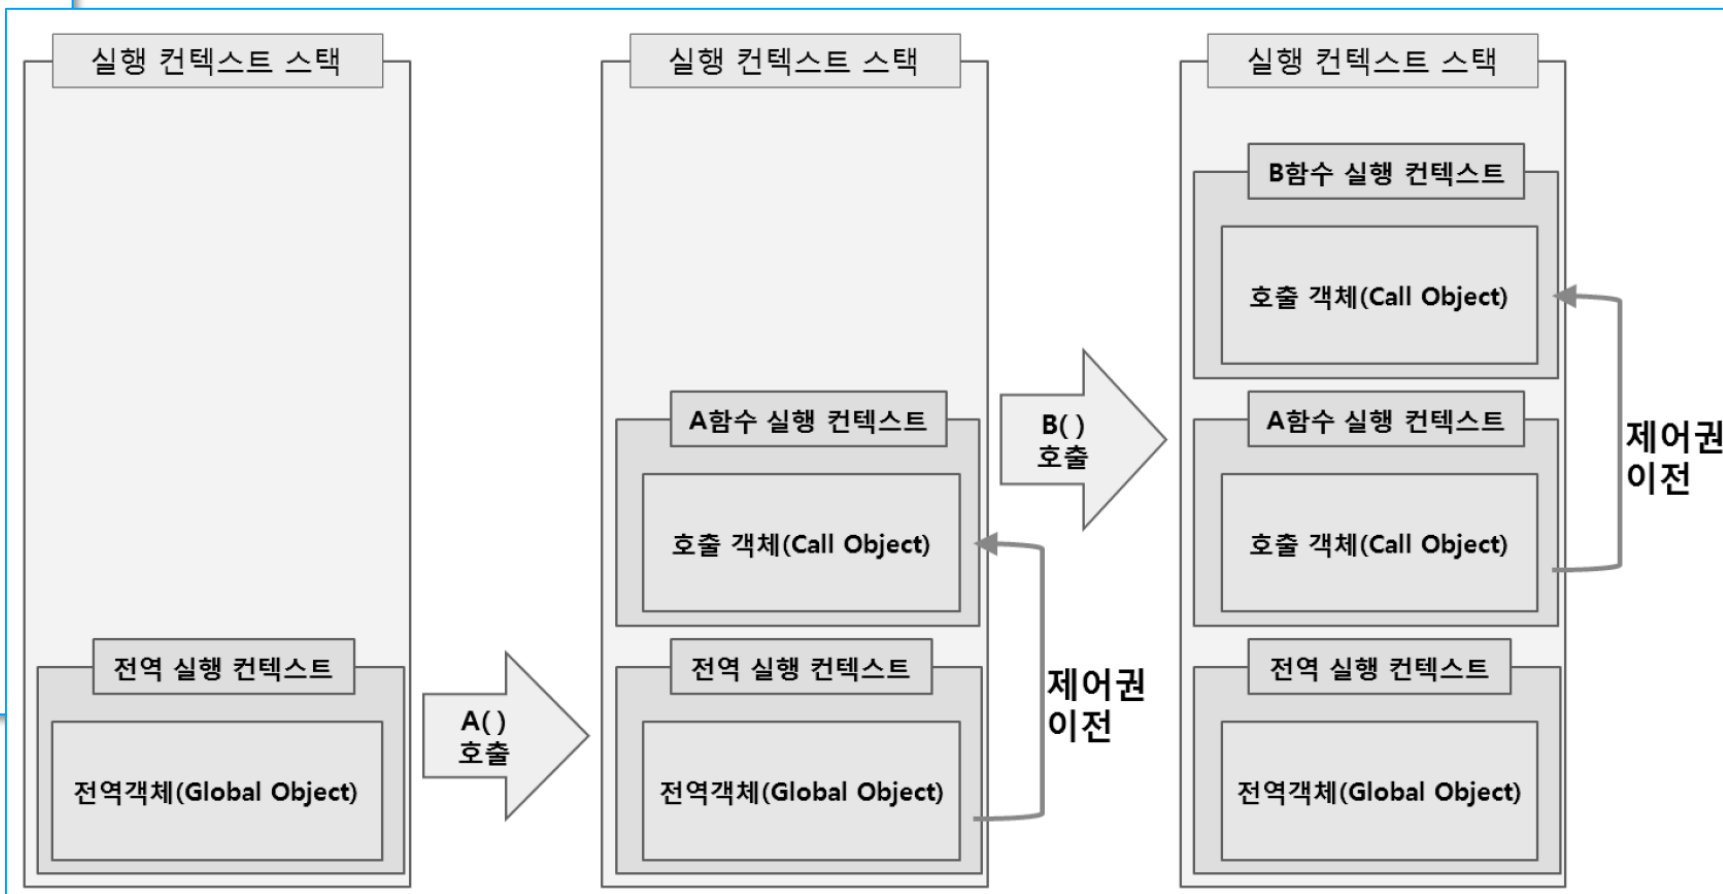 실행 컨텍스트 스택
전역 실행 컨텍스트
전역객체(Global Object)
A( )
호출
실행 컨텍스트 스택
A함수 실행 컨텍스트
호출 객체(Call Object)
전역 실행 컨텍스트
전역객체(Global Object)
제어권
이전
B( )
호출
실행 컨텍스트 스택
B함수 실행 컨텍스트
호출 객체(Call Object)
A함수 실행 컨텍스트
호출 객체(Call Object)
전역 실행 컨텍스트
전역객체(Global Object)
제어권
이전